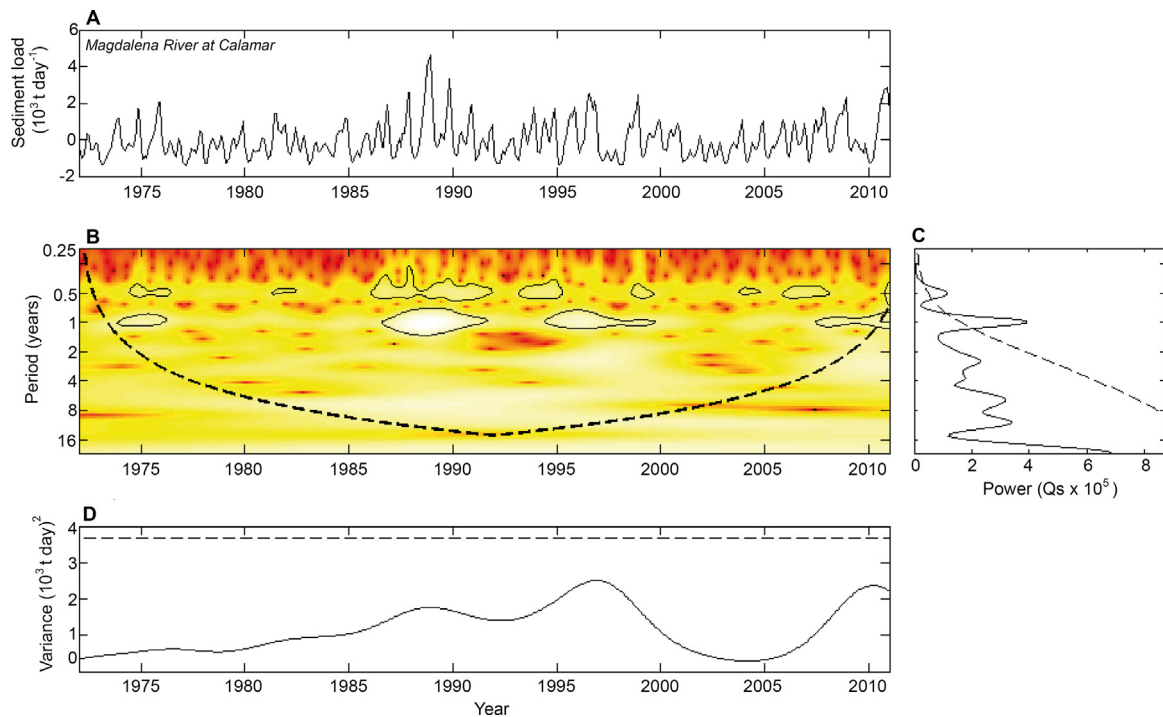 A
Magdalena River at Calamar
Sediment load
(10³ t day⁻¹)
6
4
2
0
-2
1975 1980 1985 1990 1995 2000 2005 2010
B
Period (years)
0.25
0.5
1
2
4
8
16
1975 1980 1985 1990 1995 2000 2005 2010
C
0 2 4 6 8
Power (Qs x 10⁵)
D
Variance (10³ t day)²
4
3
2
1
0
1975 1980 1985 1990 1995 2000 2005 2010
Year